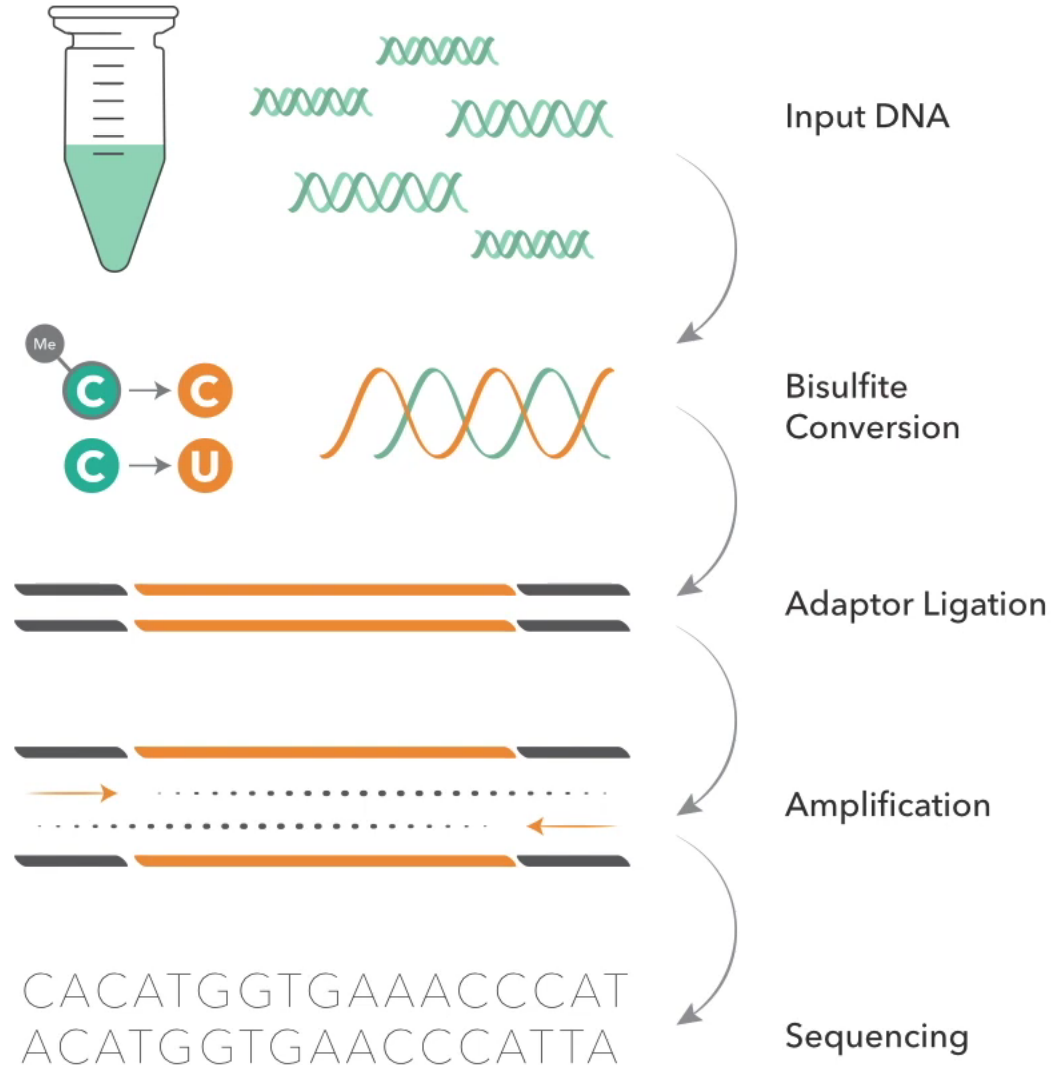 Input DNA
Me
C C
C U
Bisulfite
Conversion
Adaptor Ligation
Amplification
CACATGGTGAAACCCAT
ACATGGTGAACCCATTA
Sequencing